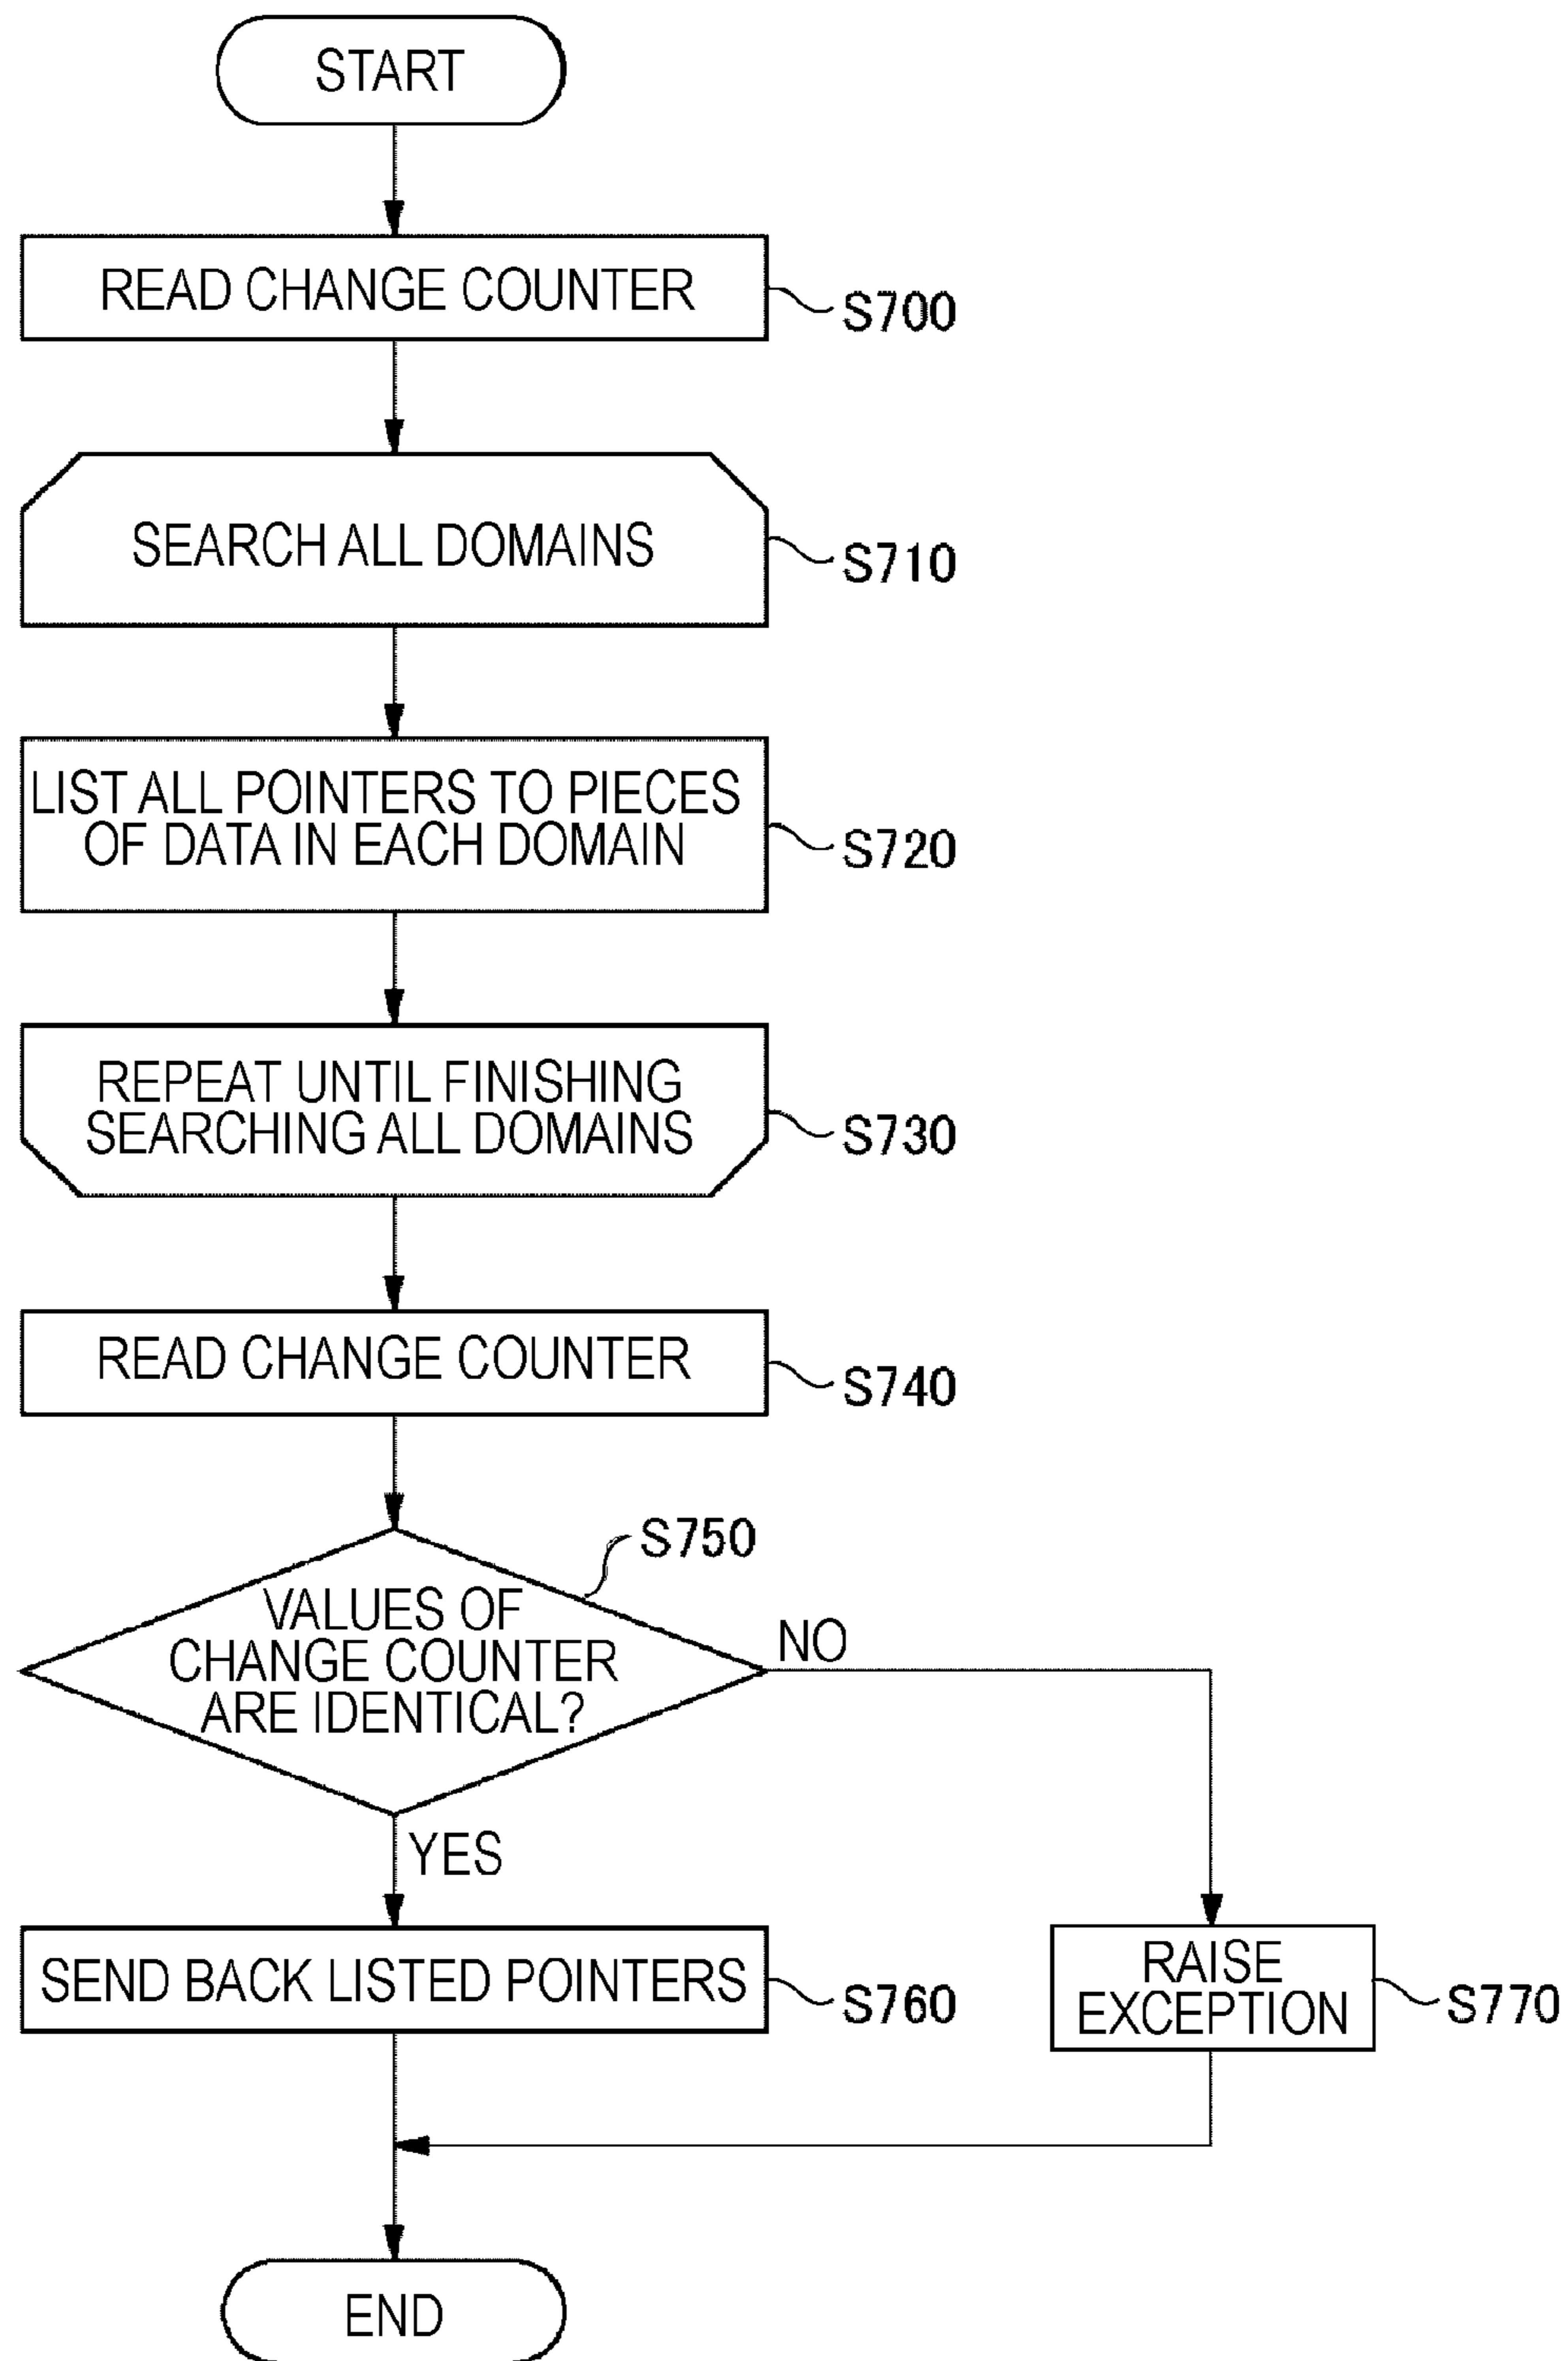 START
READ CHANGE COUNTER
S700
SEARCH ALL DOMAINS
S710
LIST ALL POINTERS TO PIECES
OF DATA IN EACH DOMAIN
S720
REPEAT UNTIL FINISHING
SEARCHING ALL DOMAINS
S730
READ CHANGE COUNTER
S740
S750
VALUES OF
CHANGE COUNTER
ARE IDENTICAL?
NO
YES
SEND BACK LISTED POINTERS
S760
RAISE
EXCEPTION
S770
END